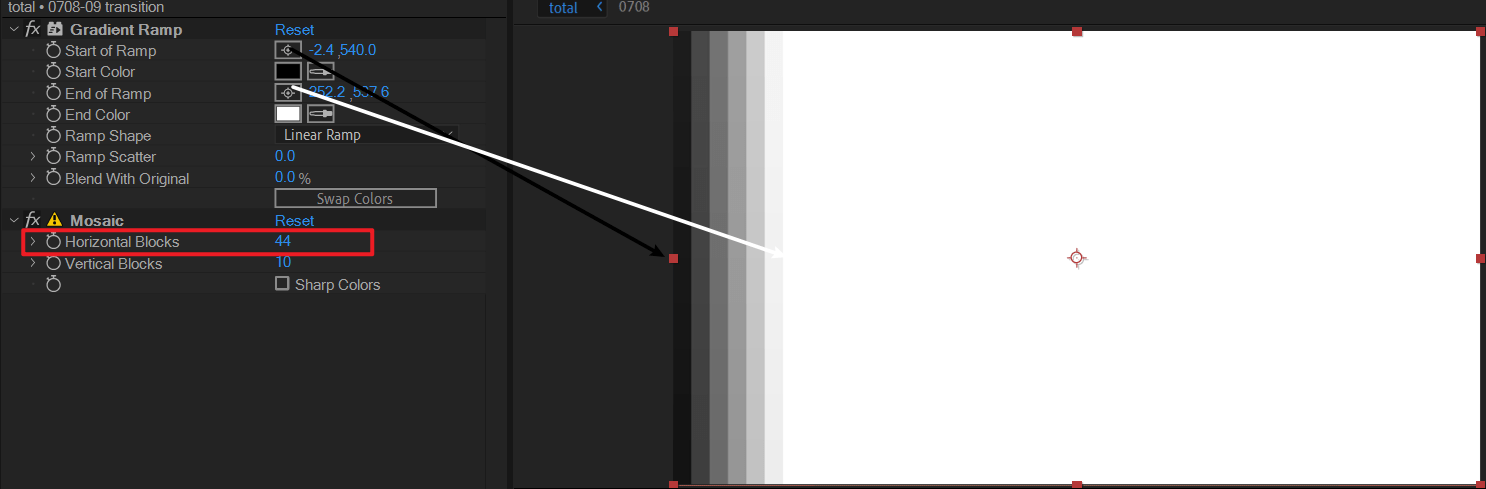 total • 0708-09 transition
total 0708
fx Gradient Ramp Reset
Start of Ramp -2.4 ,540.0
Start Color
End of Ramp 252.2 ,537.6
End Color
Ramp Shape Linear Ramp
Ramp Scatter 0.0
Blend With Original 0.0 %
Swap Colors
fx Mosaic Reset
Horizontal Blocks 44
Vertical Blocks 10
Sharp Colors